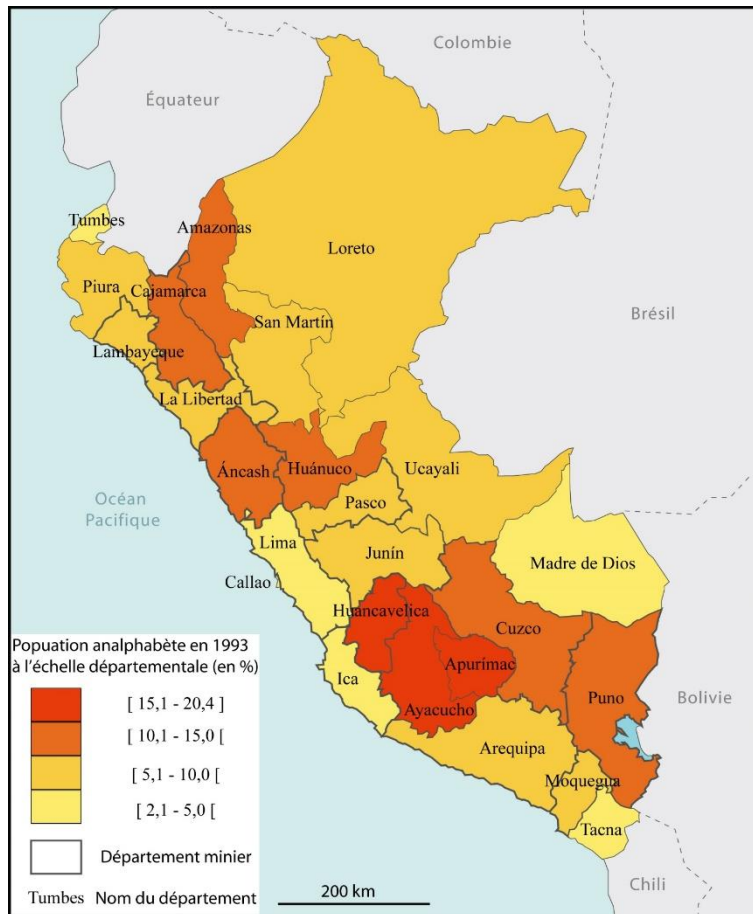 Colombie
Équateur
Tumbes
Amazonas
Loreto
Piura
Cajamarca
San Martín
Brésil
Lambayeque
La Libertad
Áncash
Huánuco
Ucayali
Océan
Pacifique
Pasco
Lima
Junín
Madre de Dios
Callao
Huancavelica
Cuzco
Apurímac
Ica
Puno
Bolivie
Ayacucho
Arequipa
Moquegua
Tacna
Chili
Popuation analphabète en 1993
à l'échelle départementale (en %)
[ 15,1 - 20,4 [
[ 10,1 - 15,0 [
[ 5,1 - 10,0 [
[ 2,1 - 5,0 [
Département minier
Tumbes Nom du département
200 km